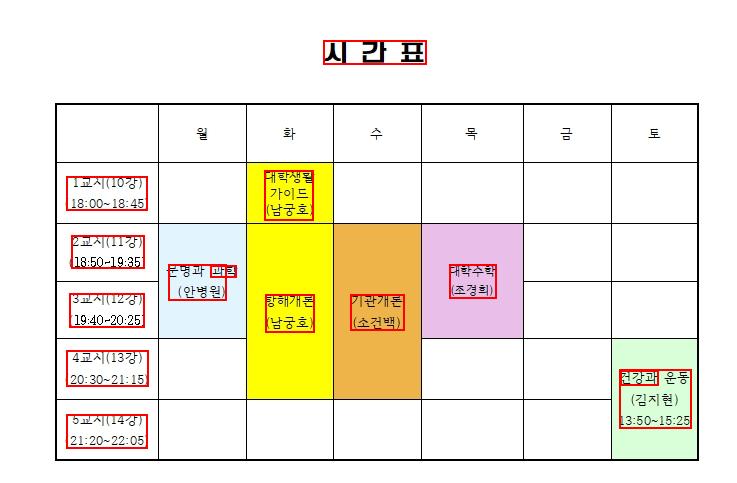 시 간 표
월 화 수 목 금 토
1교시(10강)
(18:00~18:45)
대학생활
가이드
(남궁호)
2교시(11강)
(18:50~19:35)
문명과 과학
(안병원)
3교시(12강)
(19:40~20:25)
항해개론
(남궁호)
기관개론
(소건백)
대학수학
(조경희)
4교시(13강)
(20:30~21:15)
5교시(14강)
(21:20~22:05)
건강과 운동
(김지현)
13:50~15:25